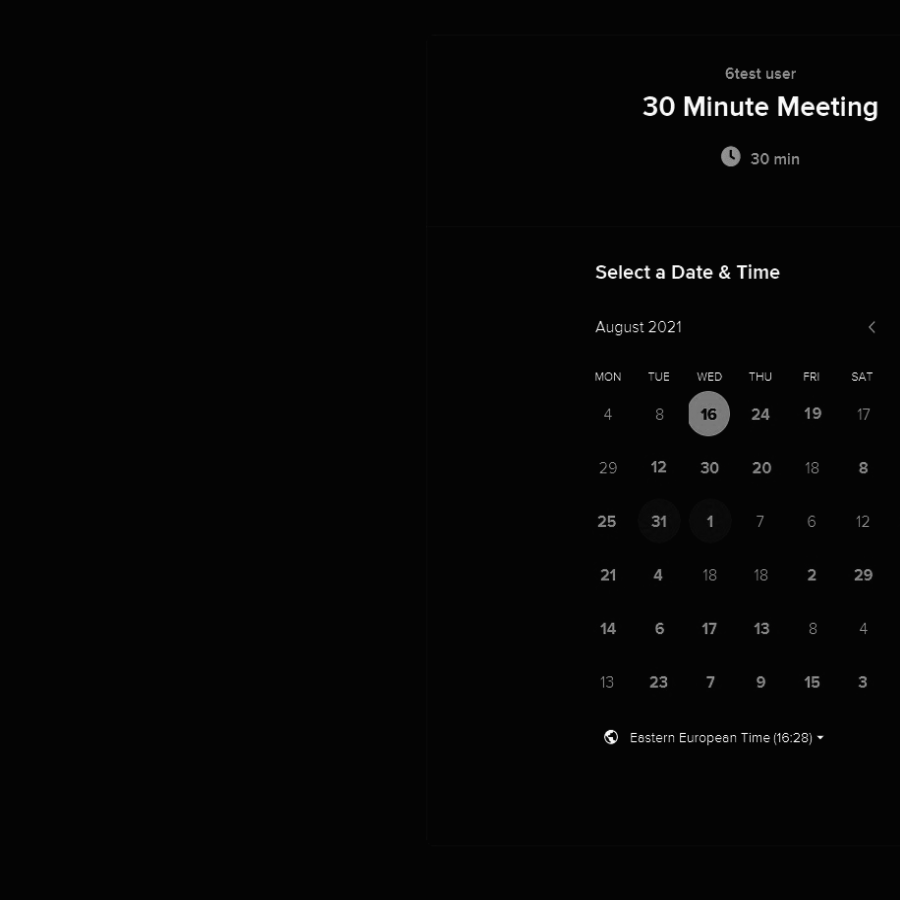 6test user
30 Minute Meeting
30 min
Select a Date & Time
August 2021
MON TUE WED THU FRI SAT
4 8 16 24 19 17
29 12 30 20 18 8
25 31 1 7 6 12
21 4 18 18 2 29
14 6 17 13 8 4
13 23 7 9 15 3
Eastern European Time (16:28)